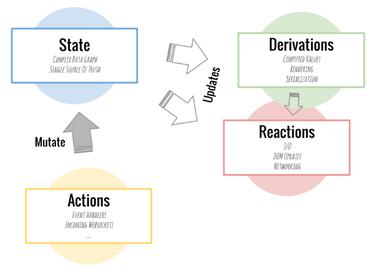 State
Complex Data Graph
Single Source Of Truth
Derivations
Computed Values
Rendering
Serealization
Updates
Reactions
I/O
DOM Updates
Networking
Mutate
Actions
Event Handlers
Incoming Websockets
...